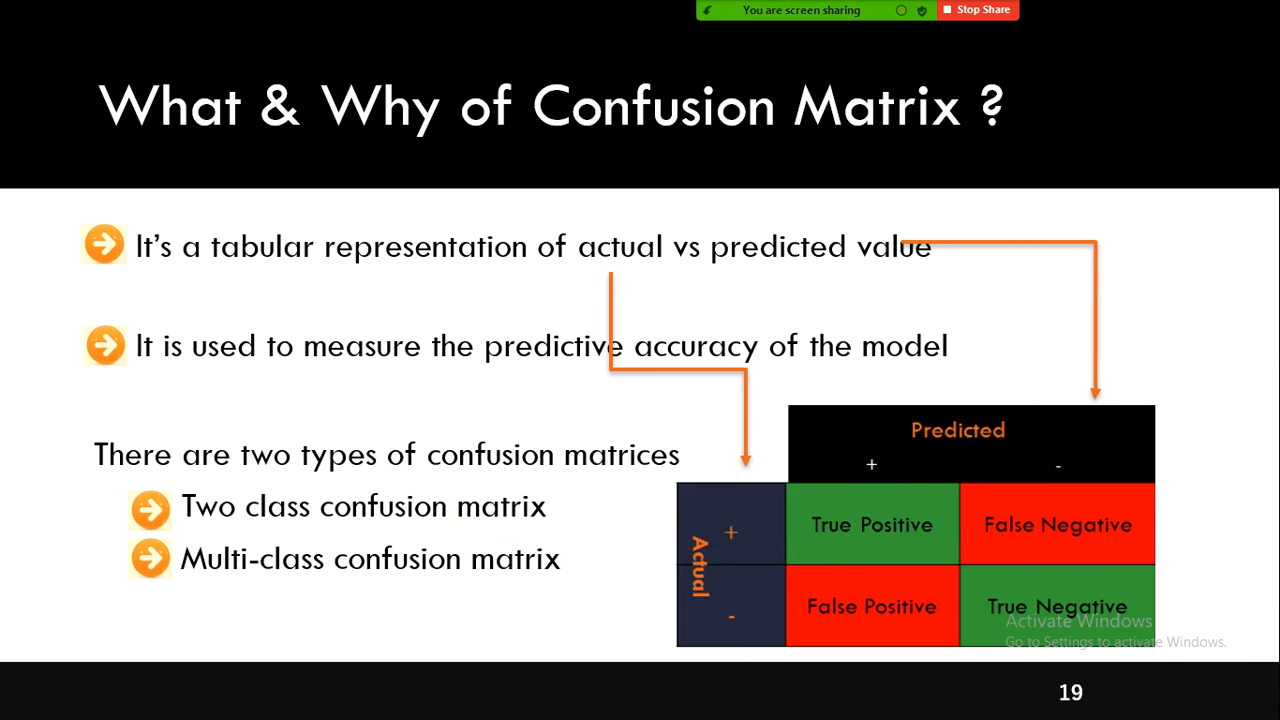 You are screen sharing
Stop Share
What & Why of Confusion Matrix ?
It's a tabular representation of actual vs predicted value
It is used to measure the predictive accuracy of the model
There are two types of confusion matrices
Two class confusion matrix
Multi-class confusion matrix
Predicted
+ -
Actual
+ True Positive False Negative
- False Positive True Negative
Activate Windows
Go to Settings to activate Windows.
19